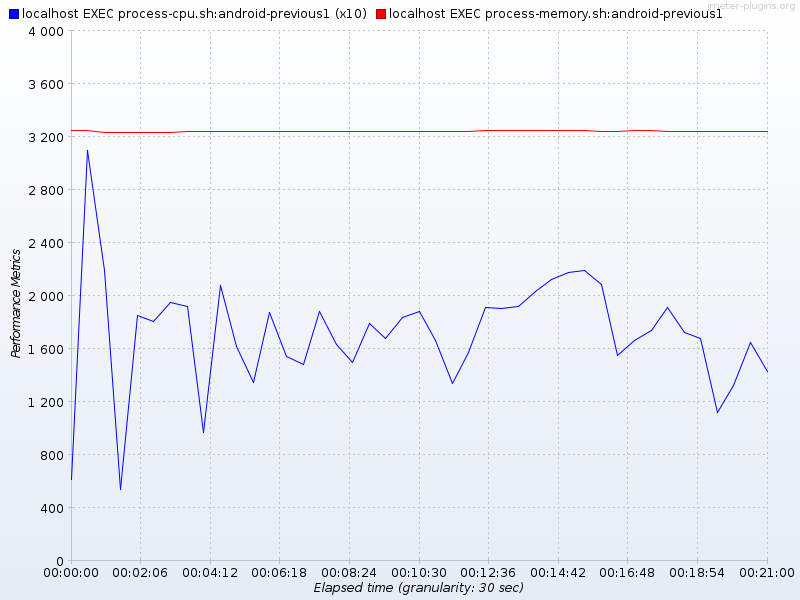 localhost EXEC process-cpu.sh:android-previous1 (x10) localhost EXEC process-memory.sh:android-previous1
jmeter-plugins.org
4 000
3 600
3 200
2 800
2 400
2 000
1 600
1 200
800
400
0
Performance Metrics
00:00:00 00:02:06 00:04:12 00:06:18 00:08:24 00:10:30 00:12:36 00:14:42 00:16:48 00:18:54 00:21:00
Elapsed time (granularity: 30 sec)